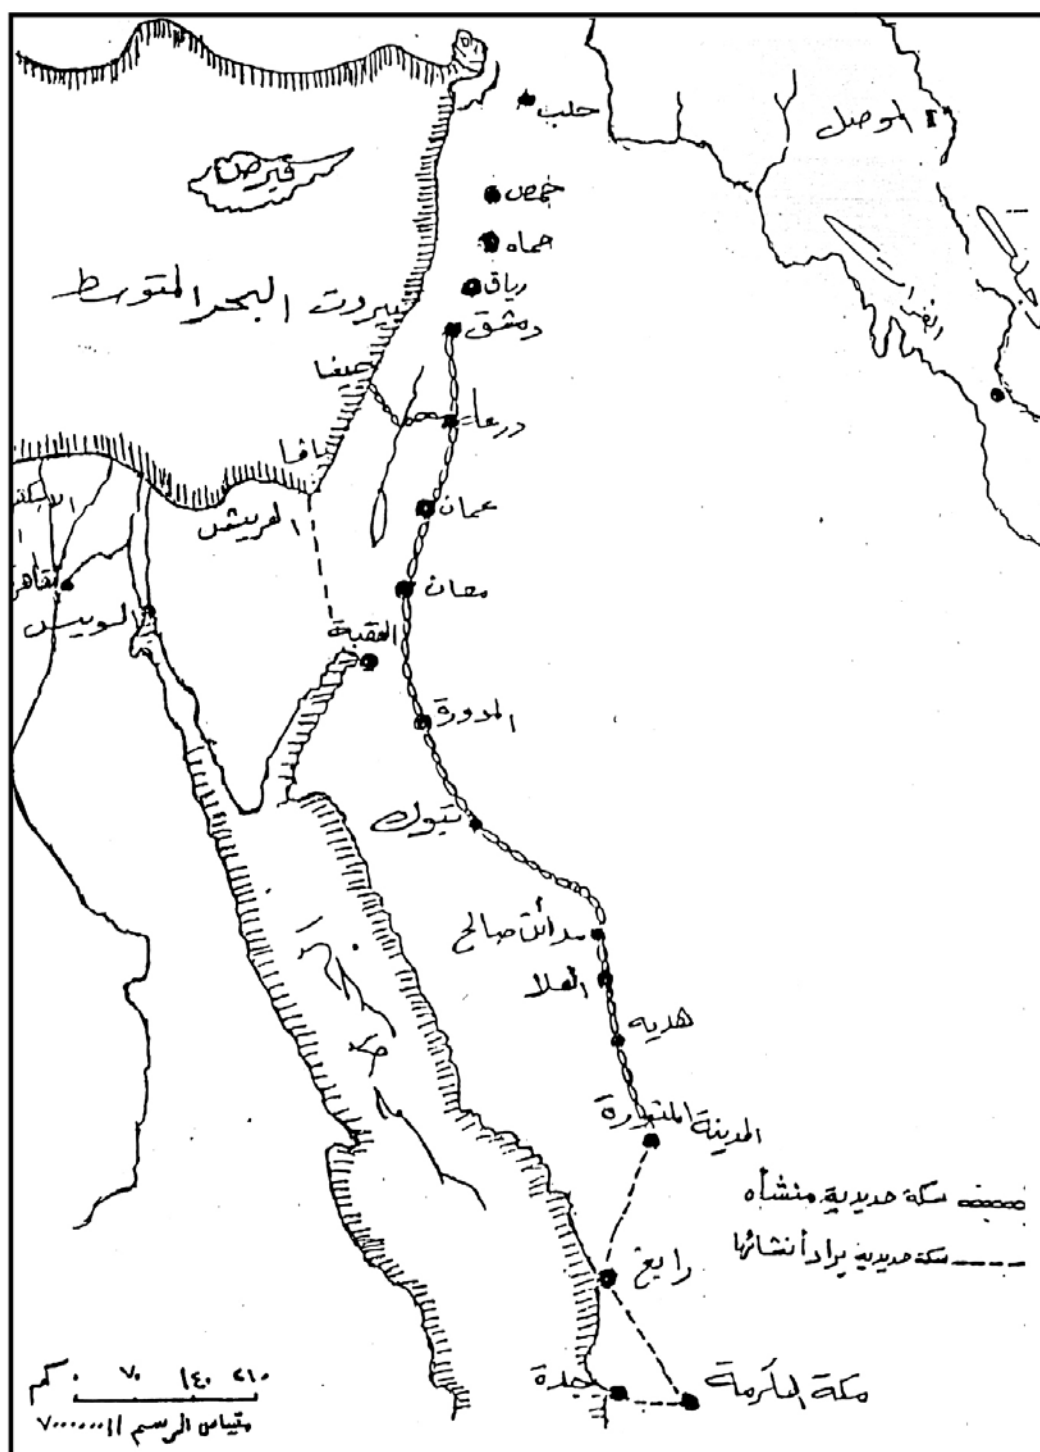 حلب
الموصل
قبرص
حمص
حماه
رياق
بيروت
البحر المتوسط
دمشق
حيفا
درعا
يافا
العريش
عمان
معان
السويس
العقبة
المدورة
تبوك
مدائن صالح
العلا
هديه
المدينة المنورة
سكة حديدية منشأه
سكة حديدية يراد أنشائها
رابغ
جدة
مكة المكرمة
كم ٠ ٧٠ ١٤٠ ٢١٠
مقياس الرسم ١/ ٧٠٠٠٠٠٠